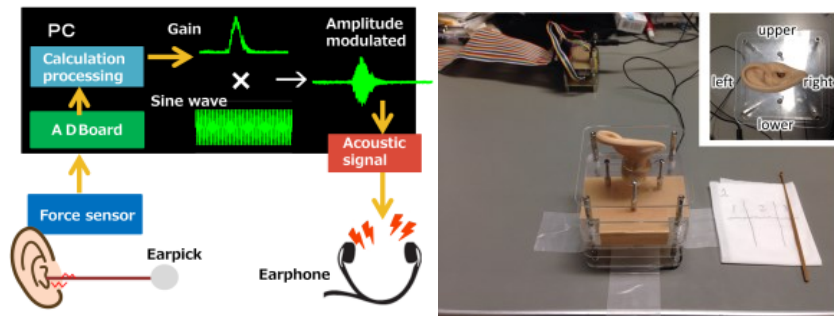 PC
Gain
Amplitude
modulated
Calculation
processing
Sine wave
A D Board
Acoustic
signal
Force sensor
Earpick
Earphone
upper
left
right
lower